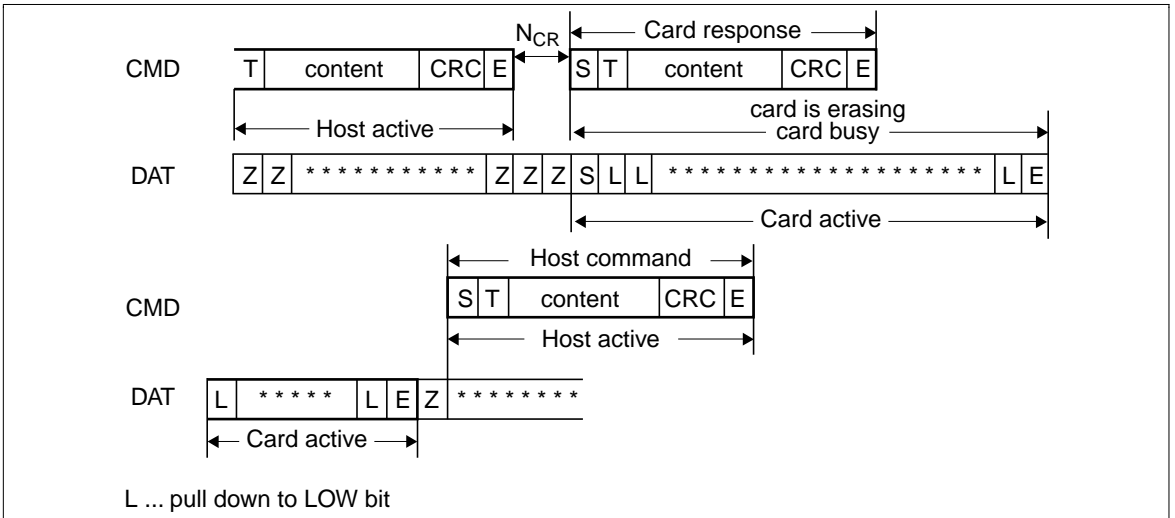 N_CR Card response
CMD T content CRC E S T content CRC E
card is erasing
Host active card busy
DAT Z Z * * * * * * * * * * * Z Z Z S L L * * * * * * * * * * * * * * * * * * * * L E
Card active
Host command
CMD S T content CRC E
Host active
DAT L * * * * * L E Z * * * * * * * *
Card active
L ... pull down to LOW bit